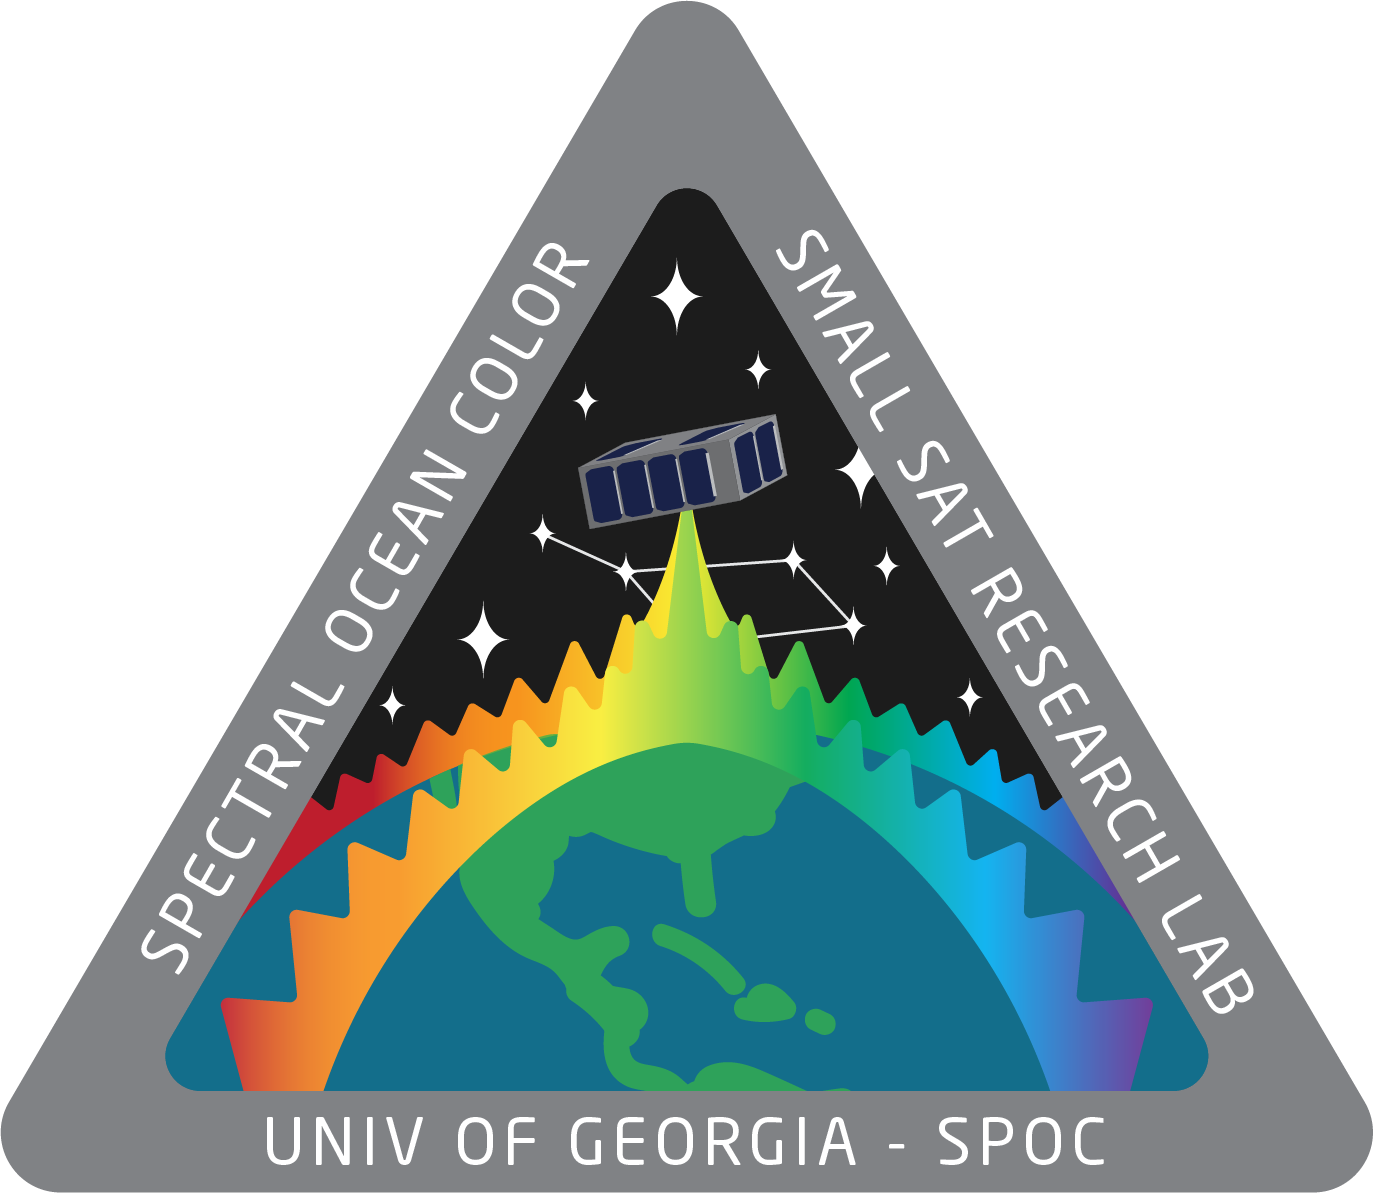 SPECTRAL OCEAN COLOR
SMALL SAT RESEARCH LAB
UNIV OF GEORGIA - SPOC